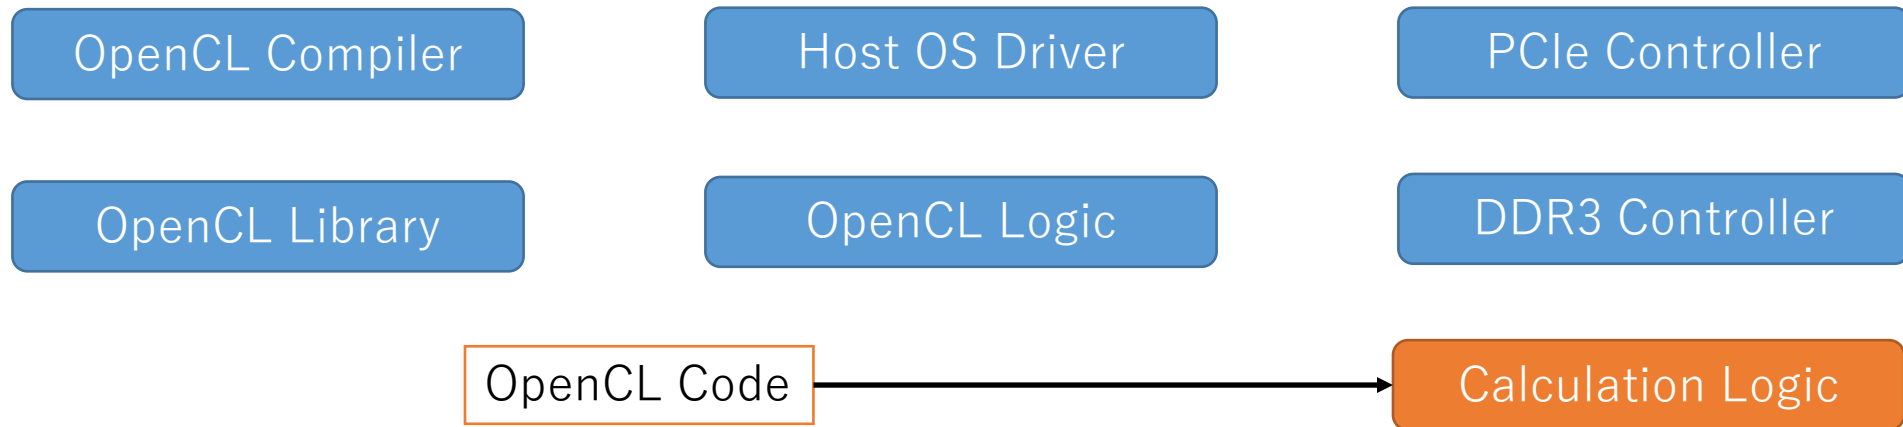 OpenCL Compiler
Host OS Driver
PCIe Controller
OpenCL Library
OpenCL Logic
DDR3 Controller
OpenCL Code
Calculation Logic